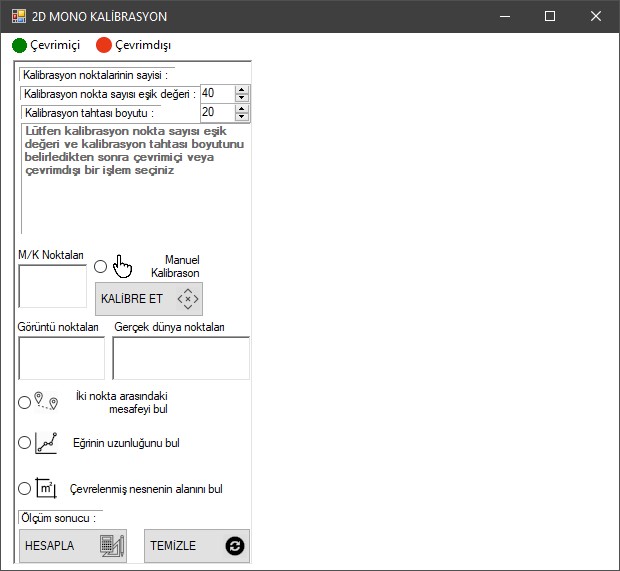 2D MONO KALİBRASYON
Çevrimiçi Çevrimdışı
Kalibrasyon noktalarinin sayisi :
Kalibrasyon nokta sayısı eşik değeri : 40
Kalibrasyon tahtası boyutu : 20
Lütfen kalibrasyon nokta sayısı eşik
değeri ve kalibrasyon tahtası boyutunu
belirledikten sonra çevrimiçi veya
çevrimdışı bir işlem seçiniz
M/K Noktaları
Manuel
Kalibrason
KALİBRE ET
Görüntü noktaları Gerçek dünya noktaları
İki nokta arasındaki
mesafeyi bul
Eğrinin uzunluğunu bul
m²
Çevrelenmiş nesnenin alanını bul
Ölçüm sonucu :
HESAPLA TEMİZLE